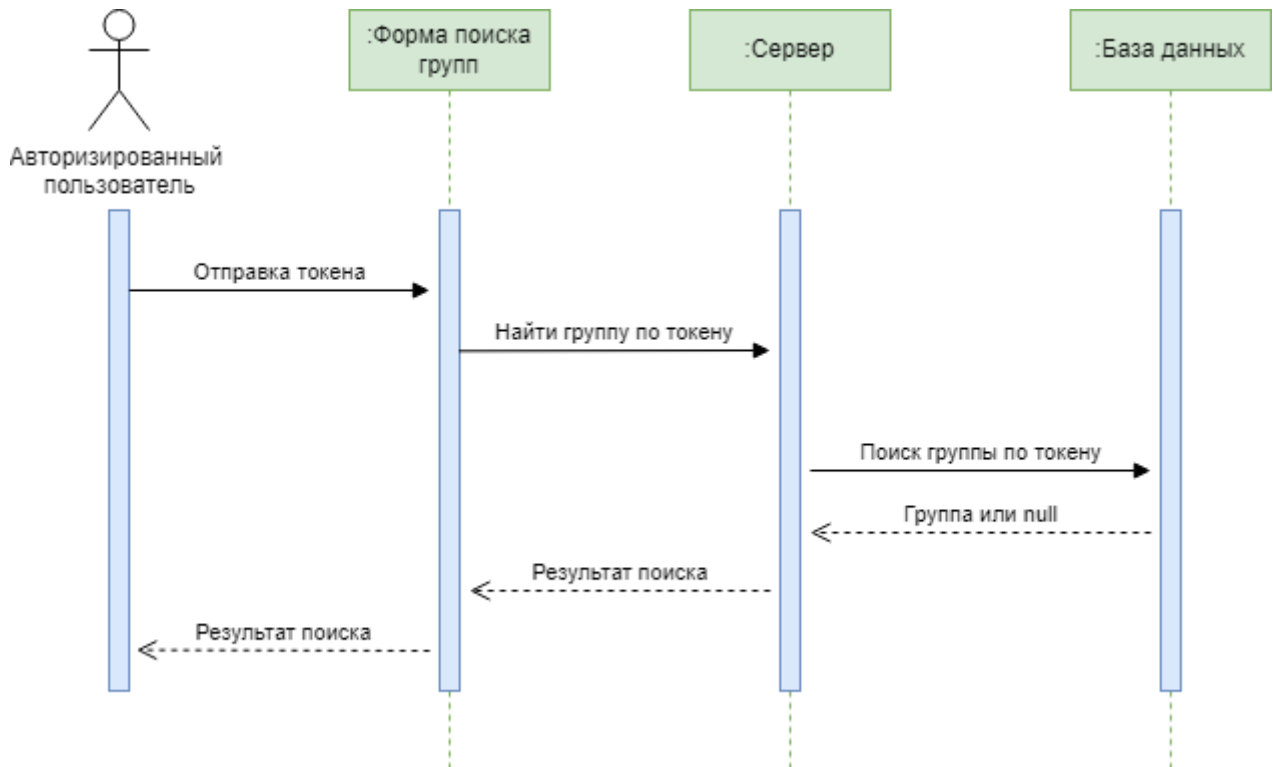 :Форма поиска
групп
:Сервер
:База данных
Авторизированный
пользователь
Отправка токена
Найти группу по токену
Поиск группы по токену
Группа или null
Результат поиска
Результат поиска